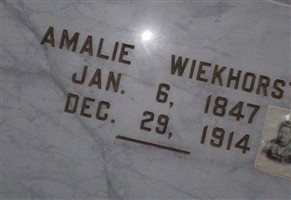 AMALIE WIEKHORST
JAN. 6, 1847
DEC. 29, 1914